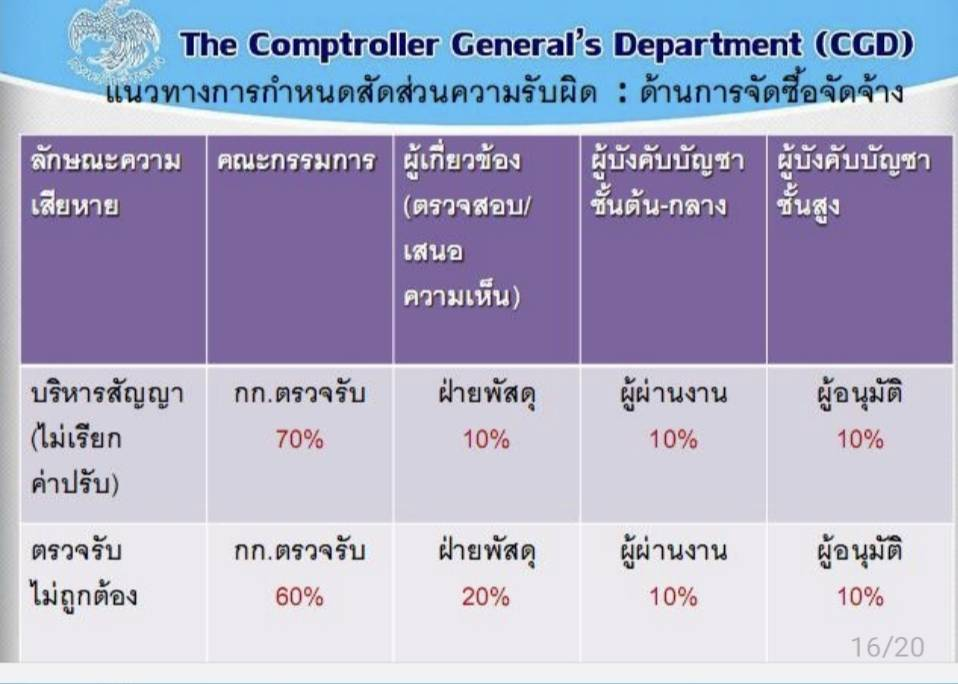 The Comptroller General's Department (CGD)
แนวทางการกำหนดสัดส่วนความรับผิด : ด้านการจัดซื้อจัดจ้าง
ลักษณะความ
เสียหาย
คณะกรรมการ
ผู้เกี่ยวข้อง
(ตรวจสอบ/
เสนอ
ความเห็น)
ผู้บังคับบัญชา
ชั้นต้น-กลาง
ผู้บังคับบัญชา
ชั้นสูง
บริหารสัญญา
(ไม่เรียก
ค่าปรับ)
กก.ตรวจรับ
70%
ฝ่ายพัสดุ
10%
ผู้ผ่านงาน
10%
ผู้อนุมัติ
10%
ตรวจรับ
ไม่ถูกต้อง
กก.ตรวจรับ
60%
ฝ่ายพัสดุ
20%
ผู้ผ่านงาน
10%
ผู้อนุมัติ
10%
16/20